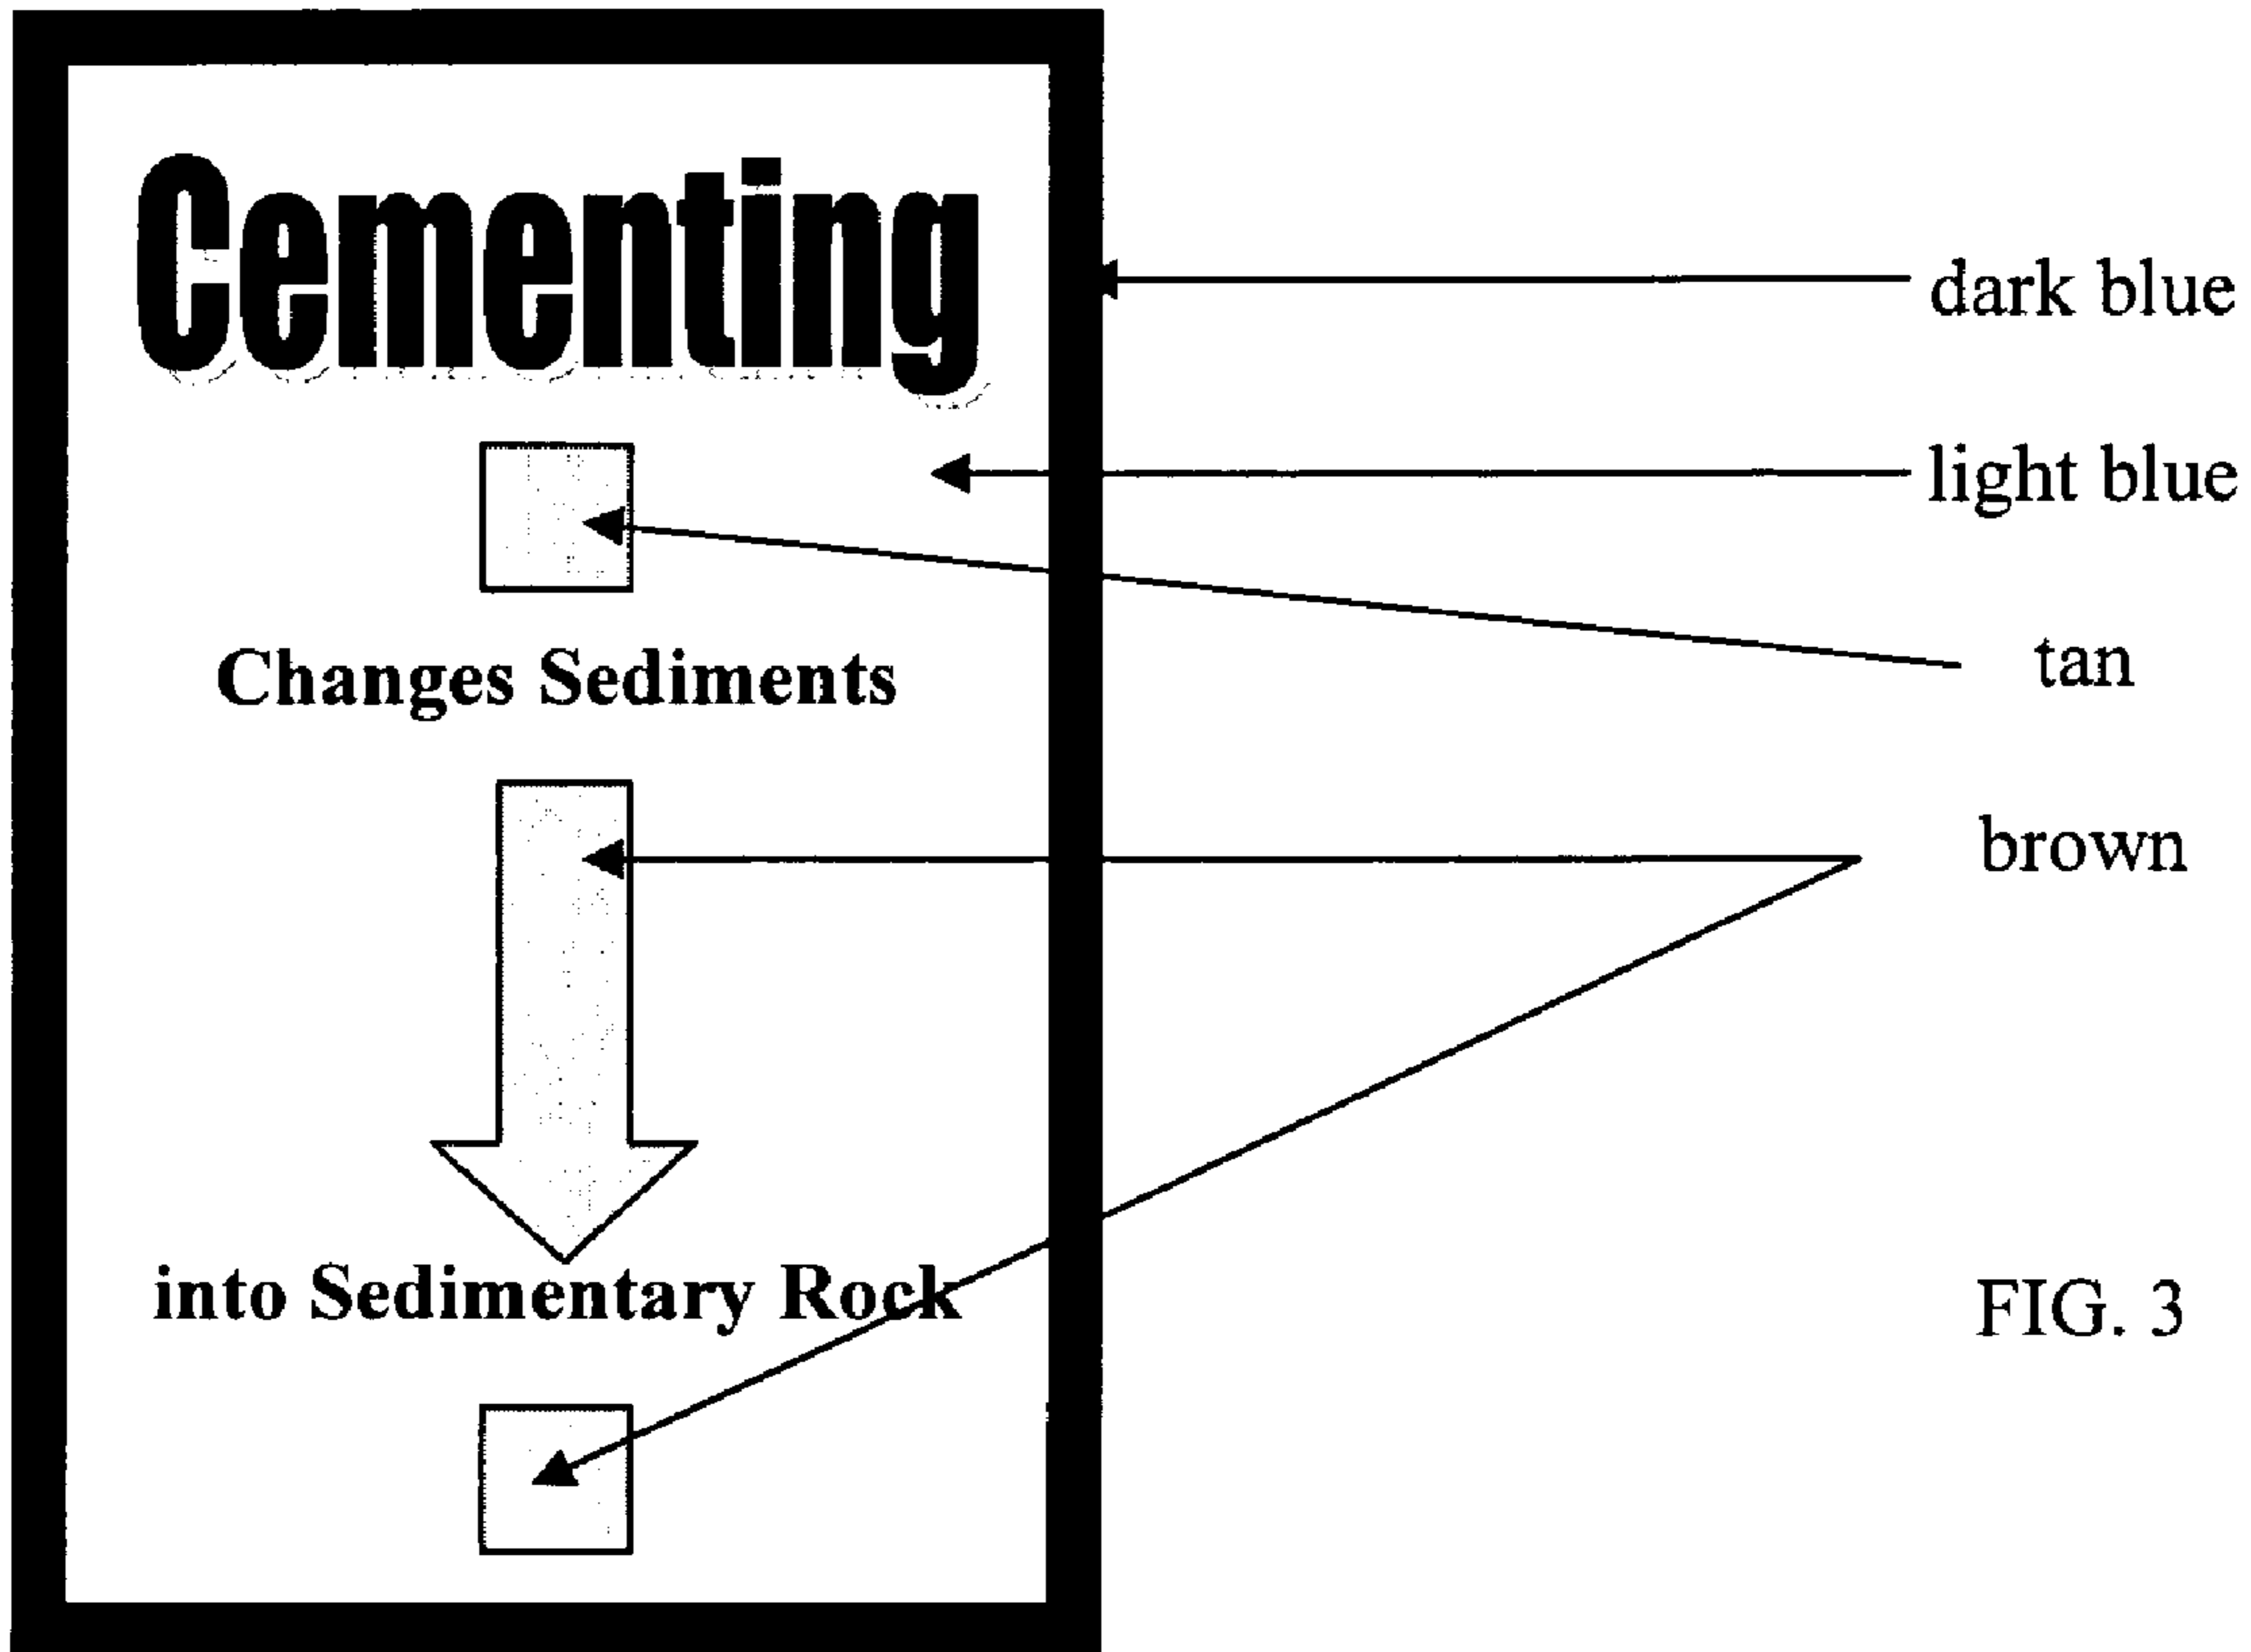 Cementing
dark blue
light blue
Changes Sediments
tan
brown
into Sedimentary Rock
FIG. 3